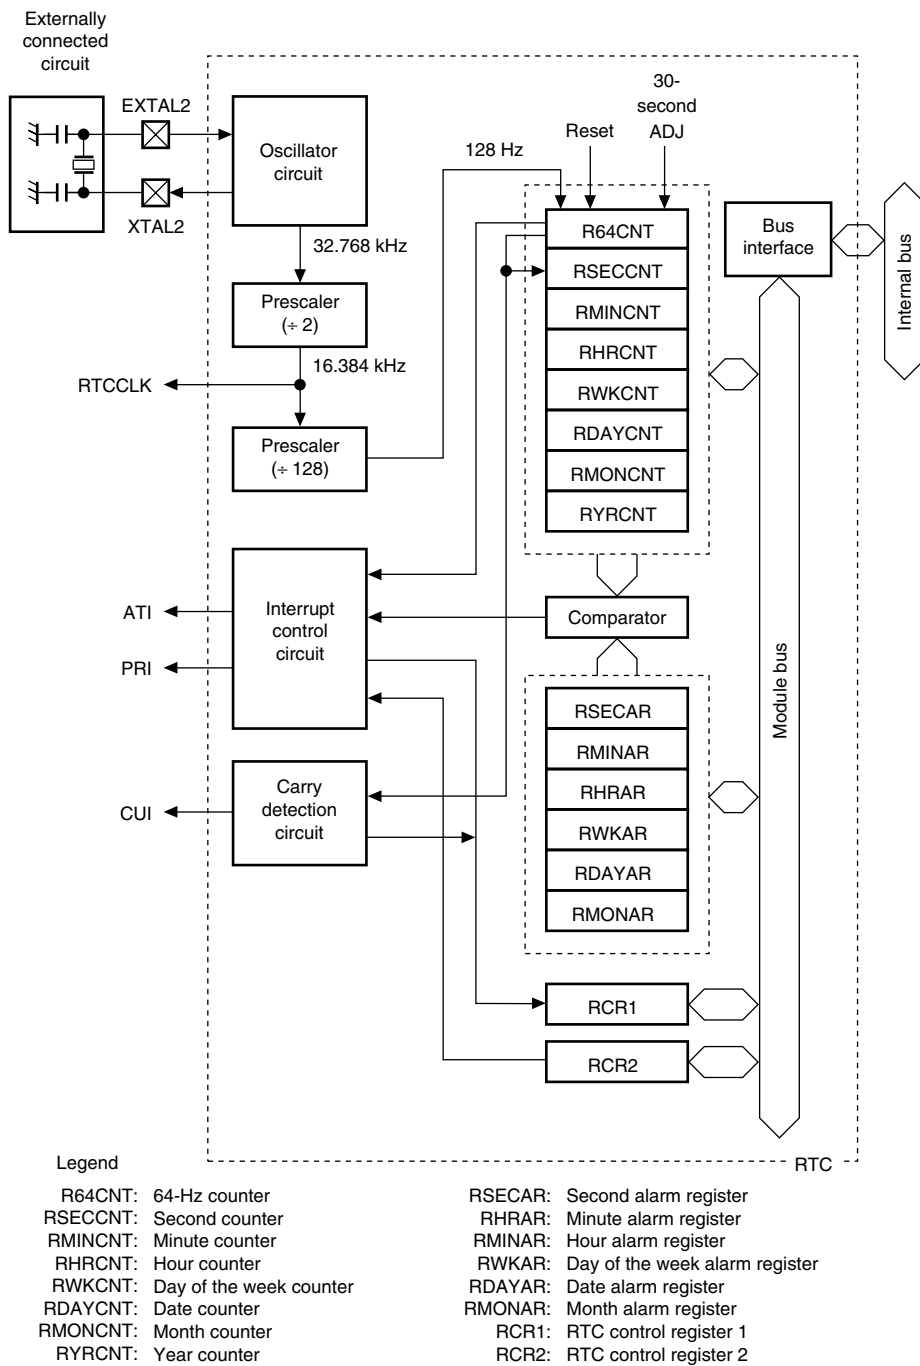 Externally
connected
circuit
EXTAL2
XTAL2
Oscillator
circuit
32.768 kHz
Prescaler
(÷ 2)
16.384 kHz
RTCCLK
Prescaler
(÷ 128)
128 Hz
Reset
30-
second
ADJ
R64CNT
RSECCNT
RMINCNT
RHRCNT
RWKCNT
RDAYCNT
RMONCNT
RYRCNT
Bus
interface
Internal bus
ATI
PRI
Interrupt
control
circuit
Comparator
Module bus
CUI
Carry
detection
circuit
RSECAR
RMINAR
RHRAR
RWKAR
RDAYAR
RMONAR
RCR1
RCR2
RTC
Legend
R64CNT: 64-Hz counter
RSECCNT: Second counter
RMINCNT: Minute counter
RHRCNT: Hour counter
RWKCNT: Day of the week counter
RDAYCNT: Date counter
RMONCNT: Month counter
RYRCNT: Year counter
RSECAR: Second alarm register
RHRAR: Minute alarm register
RMINAR: Hour alarm register
RWKAR: Day of the week alarm register
RDAYAR: Date alarm register
RMONAR: Month alarm register
RCR1: RTC control register 1
RCR2: RTC control register 2